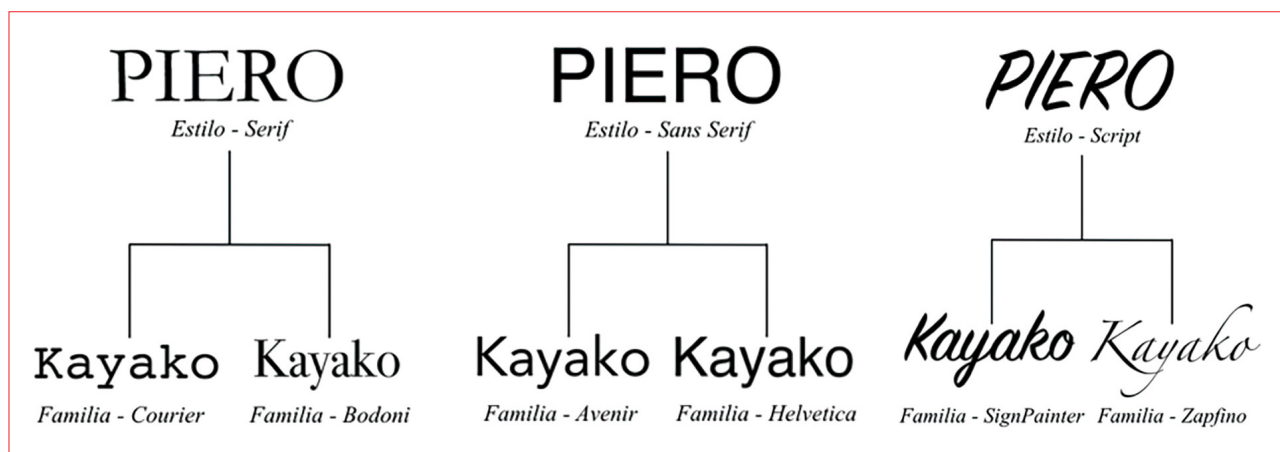 PIERO
Estilo - Serif
Kayako
Familia - Courier
Kayako
Familia - Bodoni
PIERO
Estilo - Sans Serif
Kayako
Familia - Avenir
Kayako
Familia - Helvetica
PIERO
Estilo - Script
Kayako
Familia - SignPainter
Kayako
Familia - Zapfino